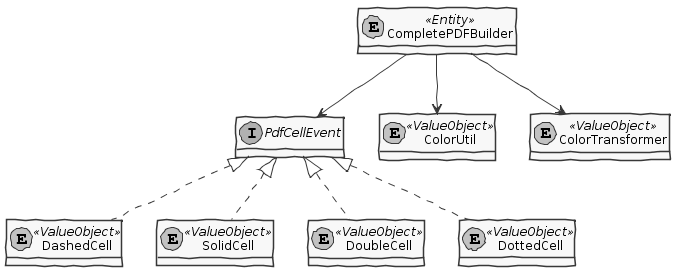 E «Entity»
CompletePDFBuilder
I PdfCellEvent
E «ValueObject»
ColorUtil
E «ValueObject»
ColorTransformer
E «ValueObject»
DashedCell
E «ValueObject»
SolidCell
E «ValueObject»
DoubleCell
E «ValueObject»
DottedCell